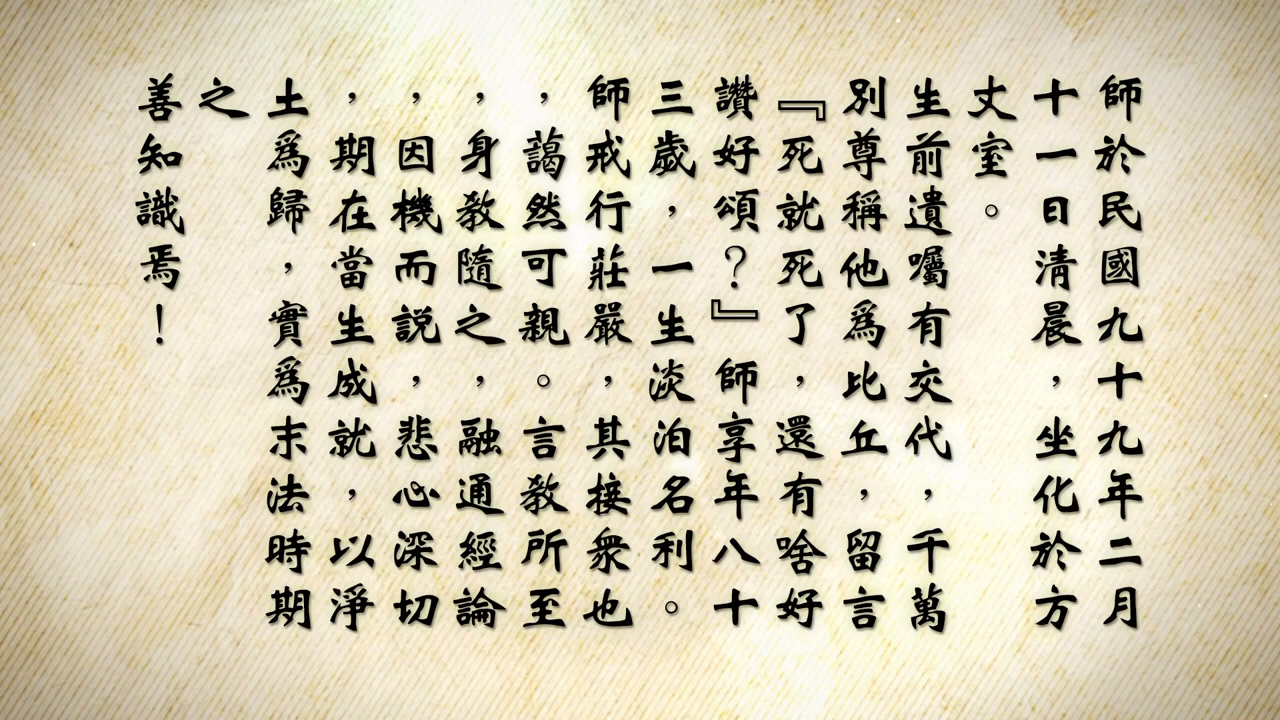 師於民國九十九年二月
十一日清晨，坐化於方
丈室。
生前遺囑有交代，千萬
別尊稱他爲比丘，留言
『死就死了，還有啥好
讚好頌？』師享年八十
三歲，一生淡泊名利。
師戒行莊嚴，其接衆也
，藹然可親。言教所至
，身教隨之，融通經論
，因機而説，悲心深切
，期在當生成就，以淨
土爲歸，實爲末法時期
之
善知識焉！